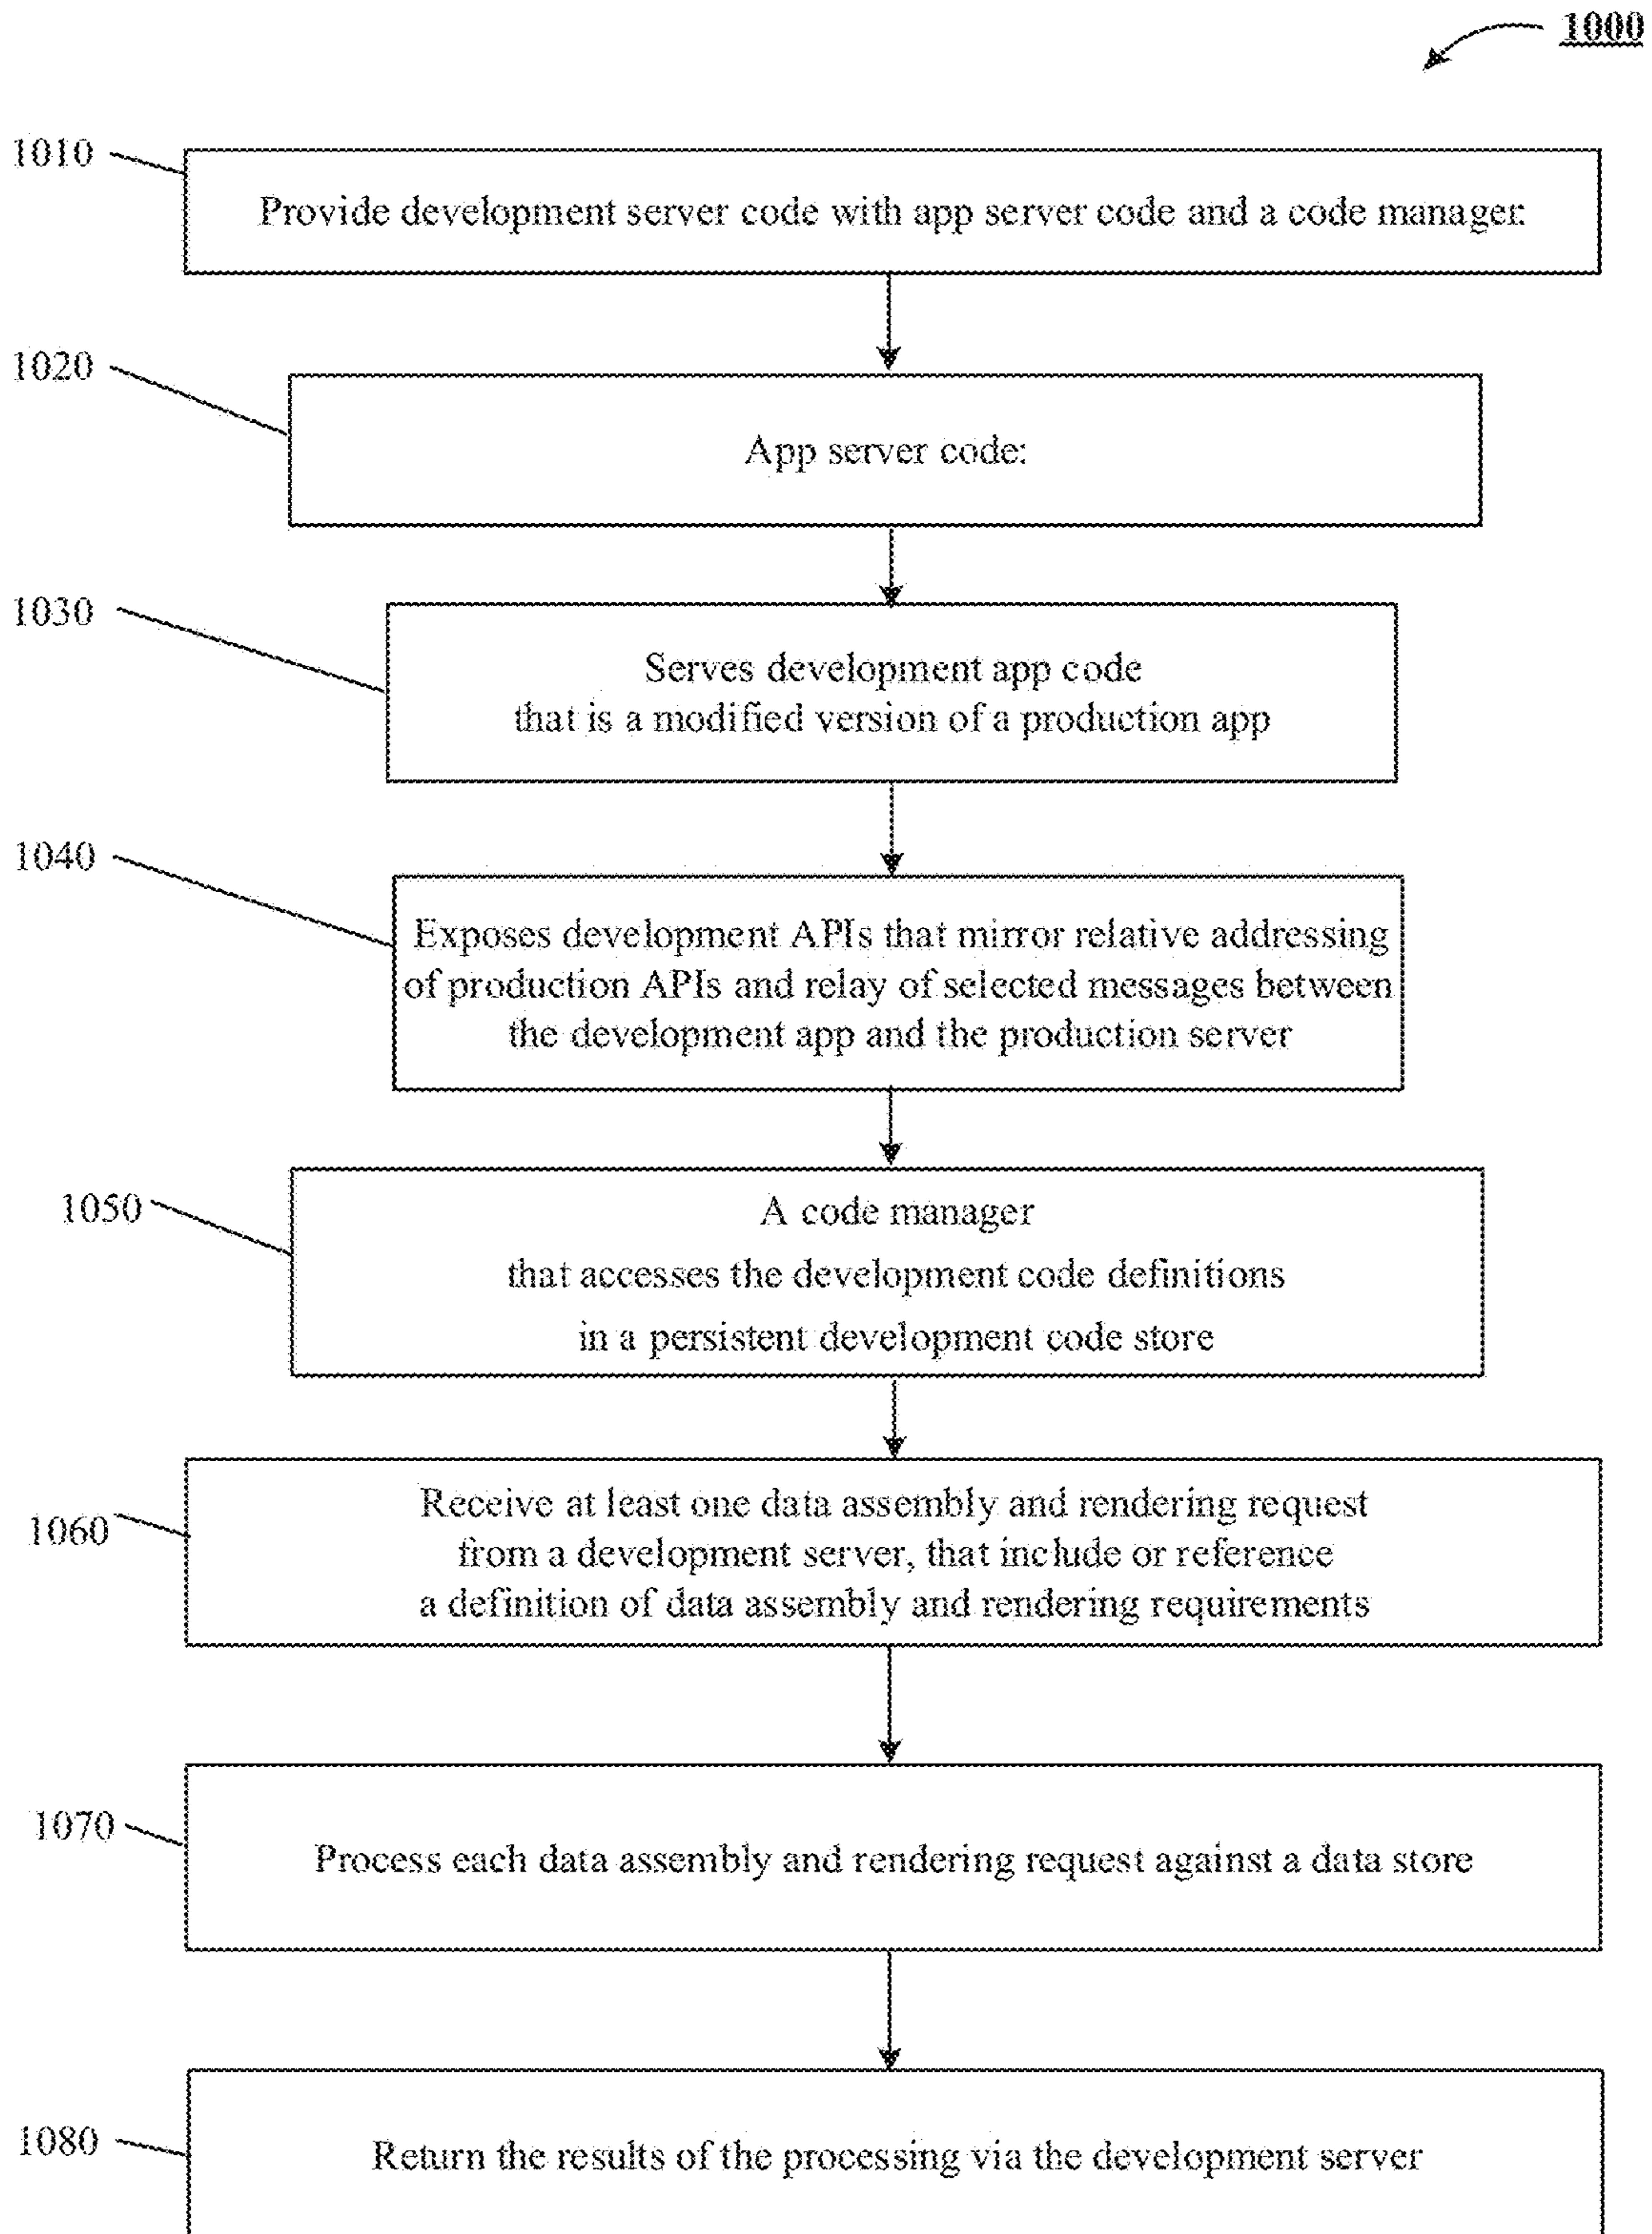 1000
1010
Provide development server code with app server code and a code manager:
1020
App server code:
1030
Serves development app code
that is a modified version of a production app
1040
Exposes development APIs that mirror relative addressing
of production APIs and relay of selected messages between
the development app and the production server
1050
A code manager
that accesses the development code definitions
in a persistent development code store
1060
Receive at least one data assembly and rendering request
from a development server, that include or reference
a definition of data assembly and rendering requirements
1070
Process each data assembly and rendering request against a data store
1080
Return the results of the processing via the development server